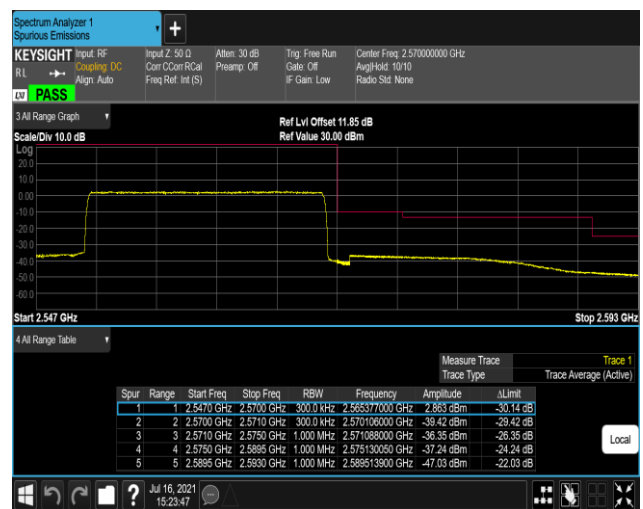 Spectrum Analyzer 1
Spurious Emissions
+
KEYSIGHT Input: RF Input Z: 50 Ω Atten: 30 dB Trig: Free Run Center Freq: 2.570000000 GHz
RL Coupling: DC Corr CCorr RCal Preamp: Off Gate: Off Avg|Hold: 10/10
Align: Auto Freq Ref: Int (S) IF Gain: Low Radio Std: None
LXI PASS
3 All Range Graph
Ref Lvl Offset 11.85 dB
Scale/Div 10.0 dB Ref Value 30.00 dBm
Log
20.0
10.0
0.00
-10.0
-20.0
-30.0
-40.0
-50.0
-60.0
Start 2.547 GHz Stop 2.593 GHz
4 All Range Table
Measure Trace Trace 1
Trace Type Trace Average (Active)
Spur Range Start Freq Stop Freq RBW Frequency Amplitude ΔLimit
1 1 2.5470 GHz 2.5700 GHz 300.0 kHz 2.565377000 GHz 2.863 dBm -30.14 dB
2 2 2.5700 GHz 2.5710 GHz 300.0 kHz 2.570106000 GHz -39.42 dBm -29.42 dB
3 3 2.5710 GHz 2.5750 GHz 1.000 MHz 2.571088000 GHz -36.35 dBm -26.35 dB
4 4 2.5750 GHz 2.5895 GHz 1.000 MHz 2.575130050 GHz -37.24 dBm -24.24 dB
5 5 2.5895 GHz 2.5930 GHz 1.000 MHz 2.589513900 GHz -47.03 dBm -22.03 dB
Local
? Jul 16, 2021
15:23:47